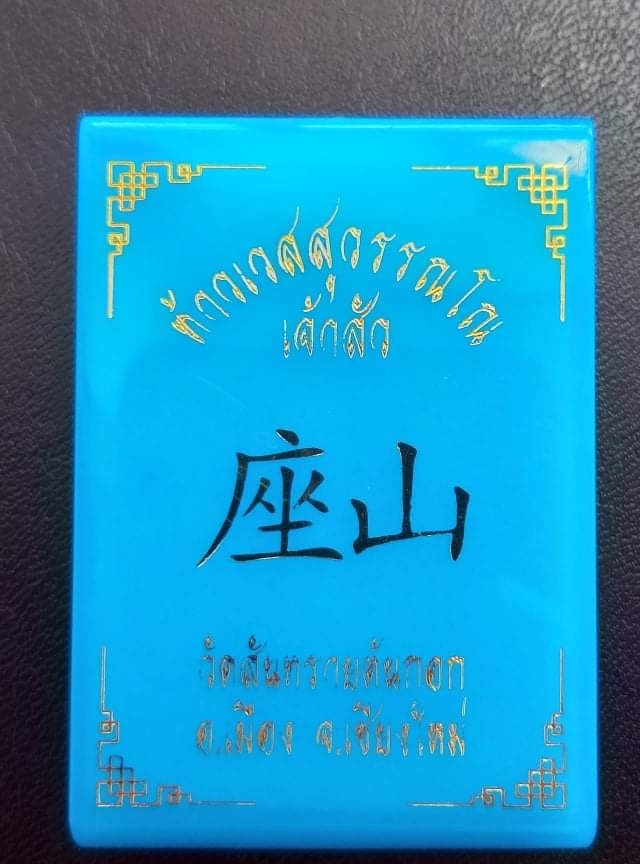 ท้าวเวสสุวรรณโณ
เจ้าสัว
座山
วัดสันทรายต้นกอก
อ.เมือง จ.เชียงใหม่